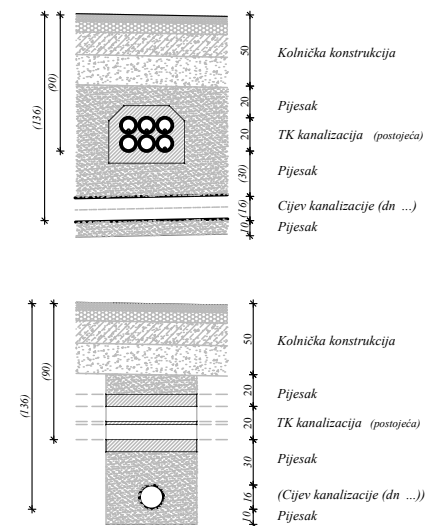 50 Kolnička konstrukcija
(90)
(136)
20 Pijesak
20 TK kanalizacija (postojeća)
(30) Pijesak
(16) Cijev kanalizacije (dn ...)
10 Pijesak
50 Kolnička konstrukcija
(90)
(136)
20 Pijesak
20 TK kanalizacija (postojeća)
30 Pijesak
16 (Cijev kanalizacije (dn ...))
10 Pijesak